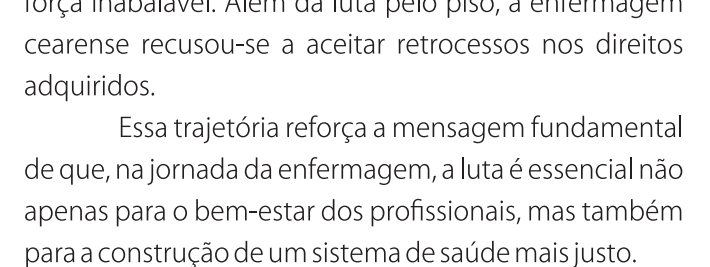 força inabalável. Além da luta pelo piso, a enfermagem
cearense recusou-se a aceitar retrocessos nos direitos
adquiridos.
Essa trajetória reforça a mensagem fundamental
de que, na jornada da enfermagem, a luta é essencial não
apenas para o bem-estar dos profissionais, mas também
para a construção de um sistema de saúde mais justo.